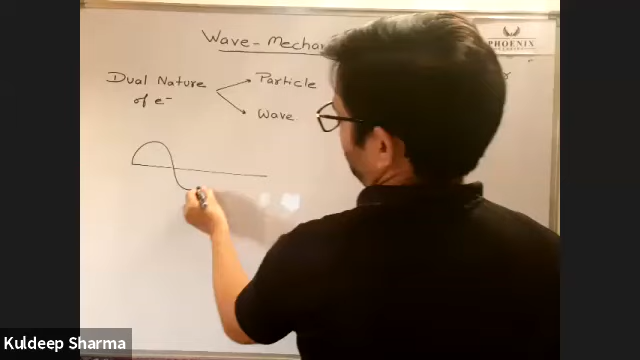 Wave-Mechan
PHOENIX
Dual Nature
of e⁻
Particle
Wave
Kuldeep Sharma